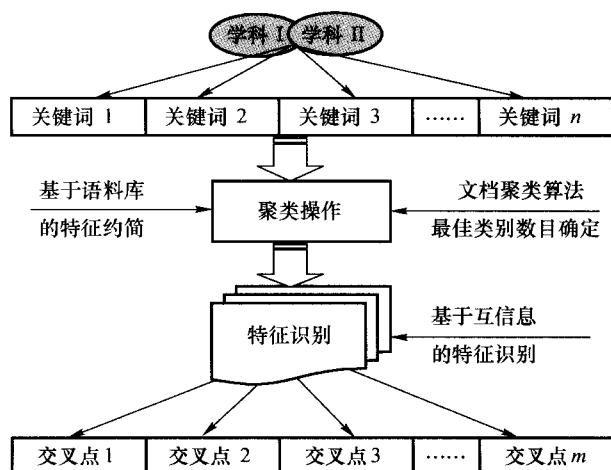 学科 I 学科 II
关键词 1 关键词 2 关键词 3 …… 关键词 n
基于语料库
的特征约简
聚类操作
文档聚类算法
最佳类别数目确定
特征识别
基于互信息
的特征识别
交叉点 1 交叉点 2 交叉点 3 …… 交叉点 m